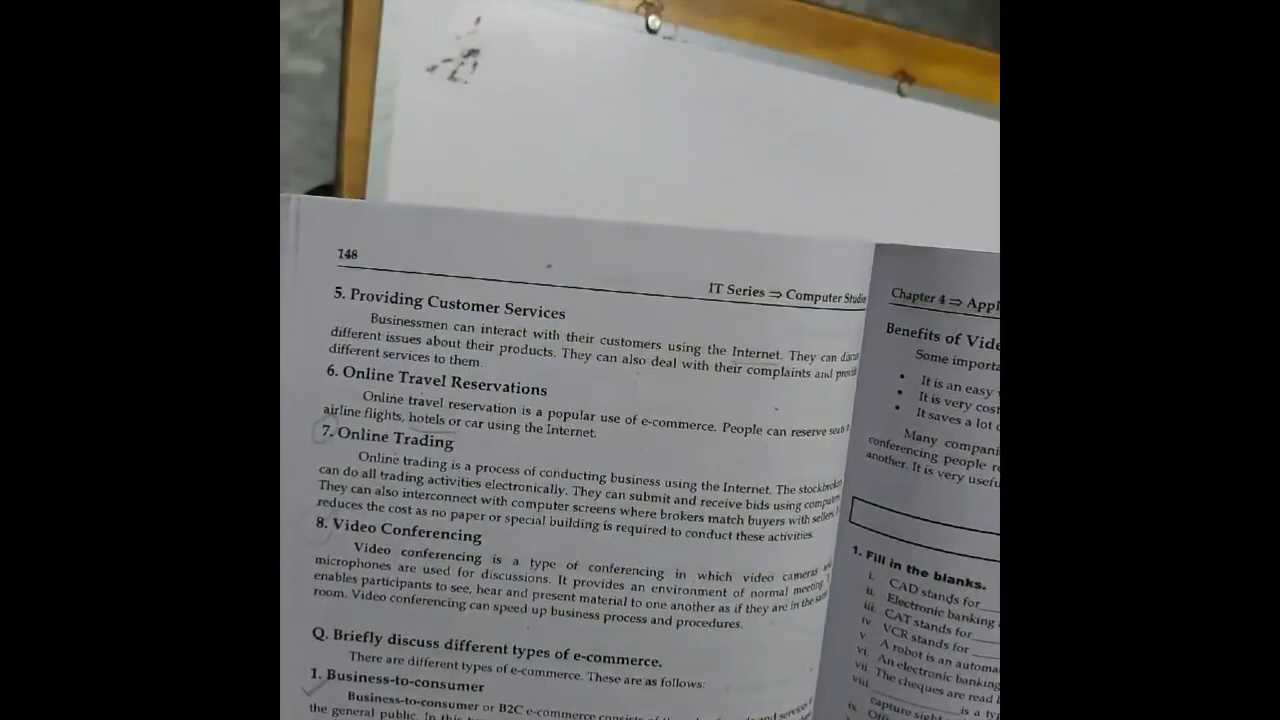 148
IT Series ⇒ Computer Studie
5. Providing Customer Services
Businessmen can interact with their customers using the Internet. They can
different issues about their products. They can also deal with their complaints and
different services to them.
6. Online Travel Reservations
Online travel reservation is a popular use of e-commerce. People can reserve
airline flights, hotels or car using the Internet.
7. Online Trading
Online trading is a process of conducting business using the Internet. The
can do all trading activities electronically. They can submit and receive bids using
They can also interconnect with computer screens where brokers match buyers with
reduces the cost as no paper or special building is required to conduct these activities.
8. Video Conferencing
Video conferencing is a type of conferencing in which video cameras
microphones are used for discussions. It provides an environment of normal meeting.
enables participants to see, hear and present material to one another as if they are in the
room. Video conferencing can speed up business process and procedures.
Q. Briefly discuss different types of e-commerce.
There are different types of e-commerce. These are as follows:
1. Business-to-consumer
Business-to-consumer or B2C e-commerce
the general public. In
Chapter 4 ⇒ Appl
Benefits of Vide
Some importa
• It is an easy
• It is very cost
• It saves a lot
Many compani
conferencing people
another. It is very usefu
1. Fill in the blanks.
i. CAD stands for
ii. Electronic banking
iii. CAT stands for
iv. VCR stands for
v. A robot is an automa
vi. An electronic banking
vii. The cheques are read
viii. is a
capture
ix.